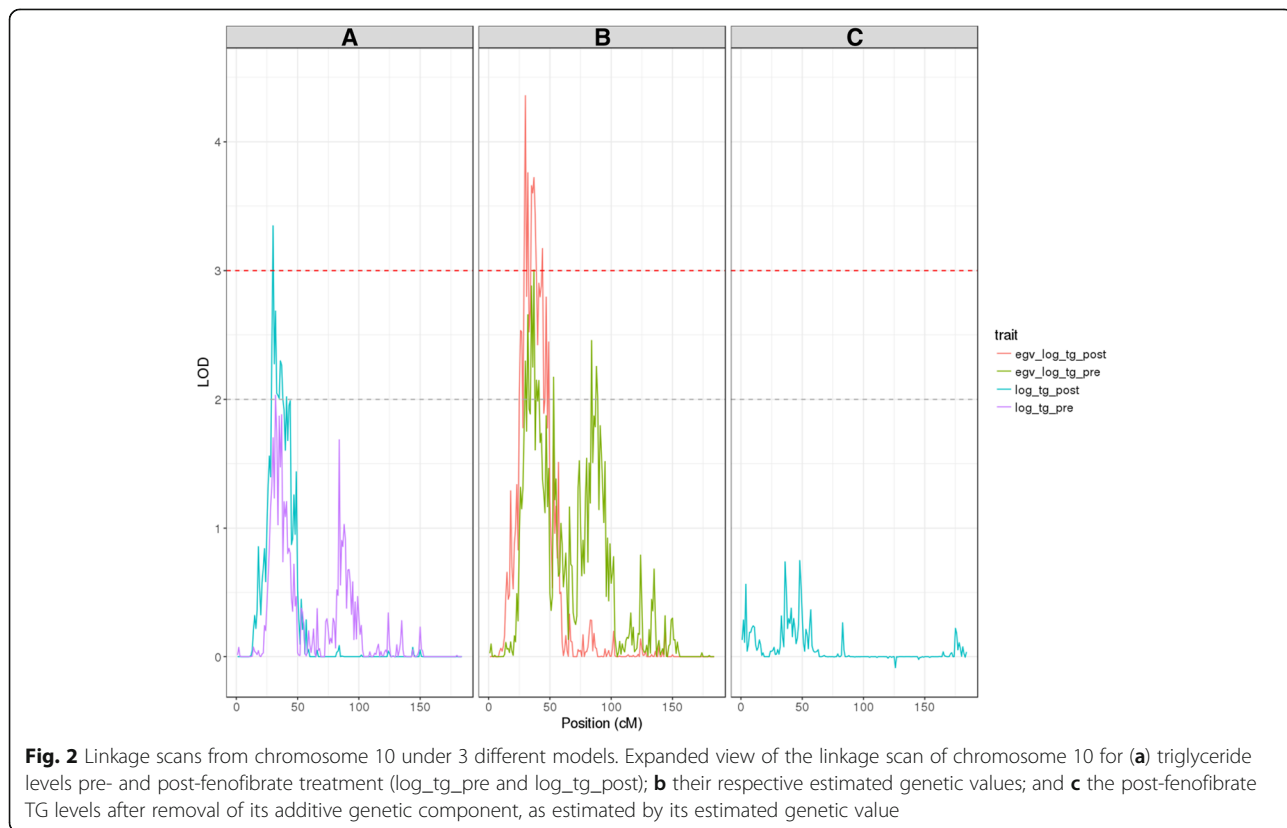 A B C
4
3
2
1
0
LOD
0 50 100 150 0 50 100 150 0 50 100 150
Position (cM)
trait
egv_log_tg_post
egv_log_tg_pre
log_tg_post
log_tg_pre
Fig. 2 Linkage scans from chromosome 10 under 3 different models. Expanded view of the linkage scan of chromosome 10 for (a) triglyceride
levels pre- and post-fenofibrate treatment (log_tg_pre and log_tg_post); b their respective estimated genetic values; and c the post-fenofibrate
TG levels after removal of its additive genetic component, as estimated by its estimated genetic value